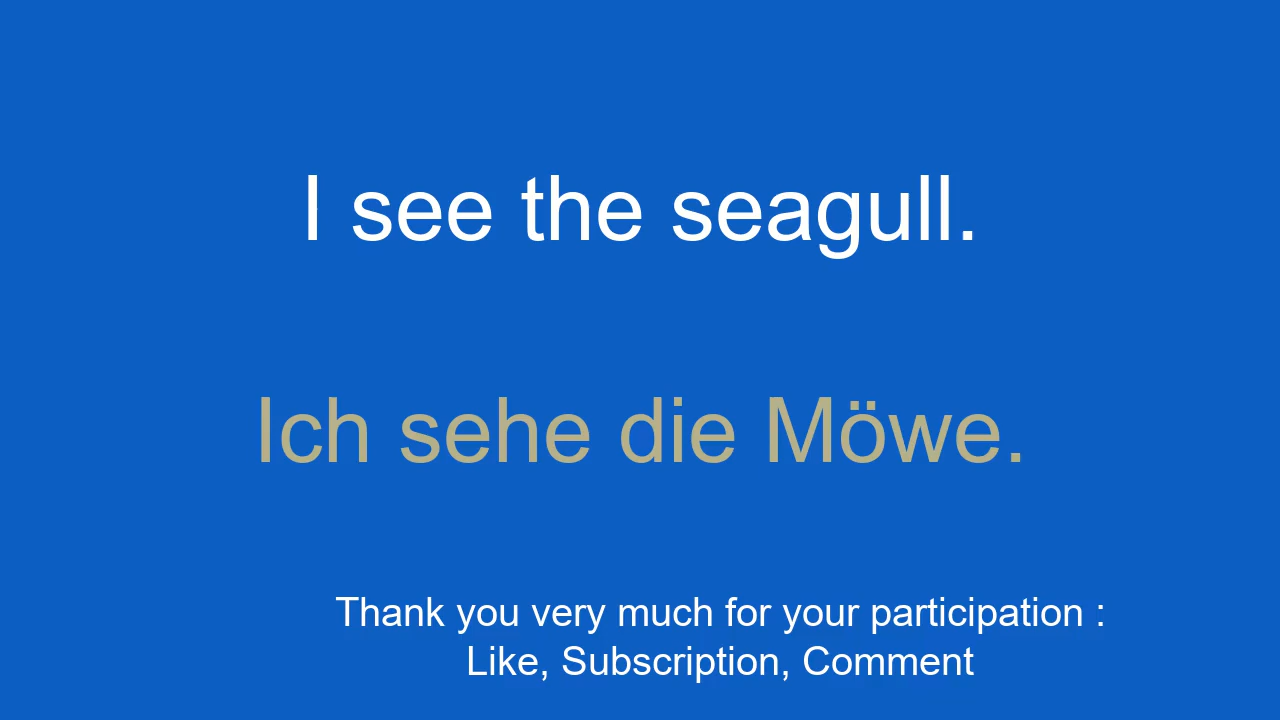 I see the seagull.
Ich sehe die Möwe.
Thank you very much for your participation :
Like, Subscription, Comment